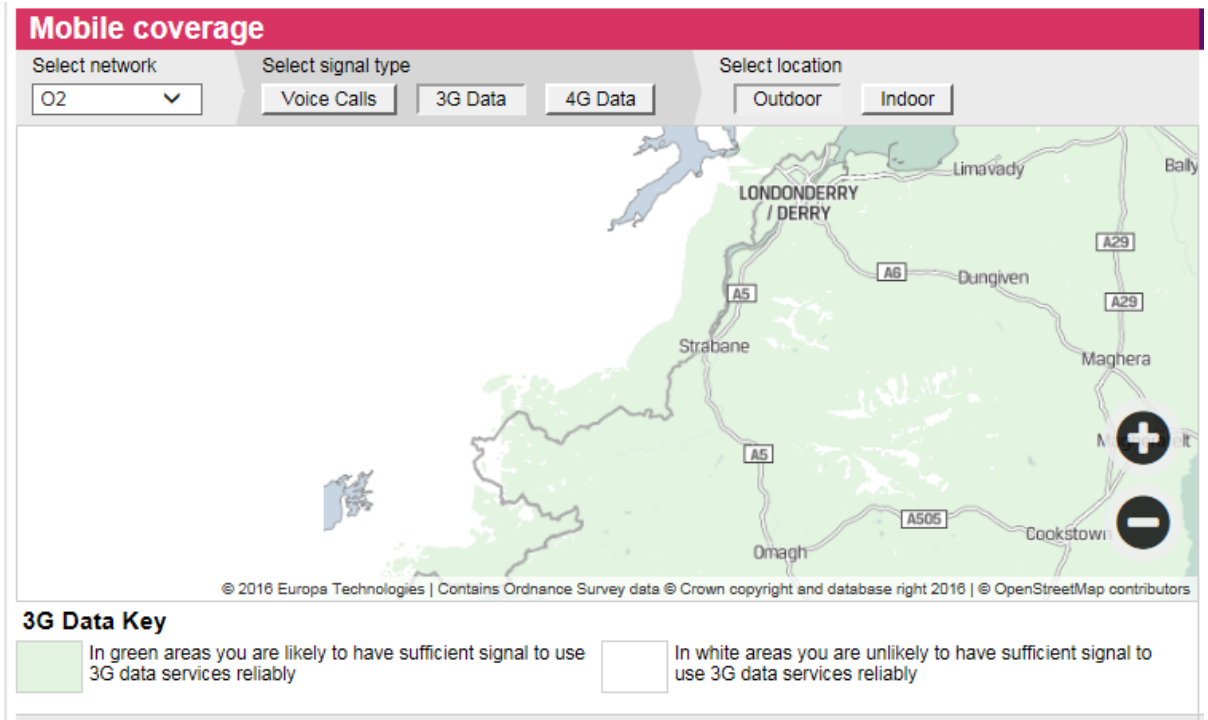 Mobile coverage
Select network
Select signal type
Select location
O2
Voice Calls
3G Data
4G Data
Outdoor
Indoor
Limavady
Bally
LONDONDERRY
/ DERRY
A29
A6
Dungiven
A5
A29
Strabane
Maghera
A5
A505
Cookstown
Omagh
© 2016 Europa Technologies | Contains Ordnance Survey data © Crown copyright and database right 2016 | © OpenStreetMap contributors
3G Data Key
In green areas you are likely to have sufficient signal to use
3G data services reliably
In white areas you are unlikely to have sufficient signal to
use 3G data services reliably